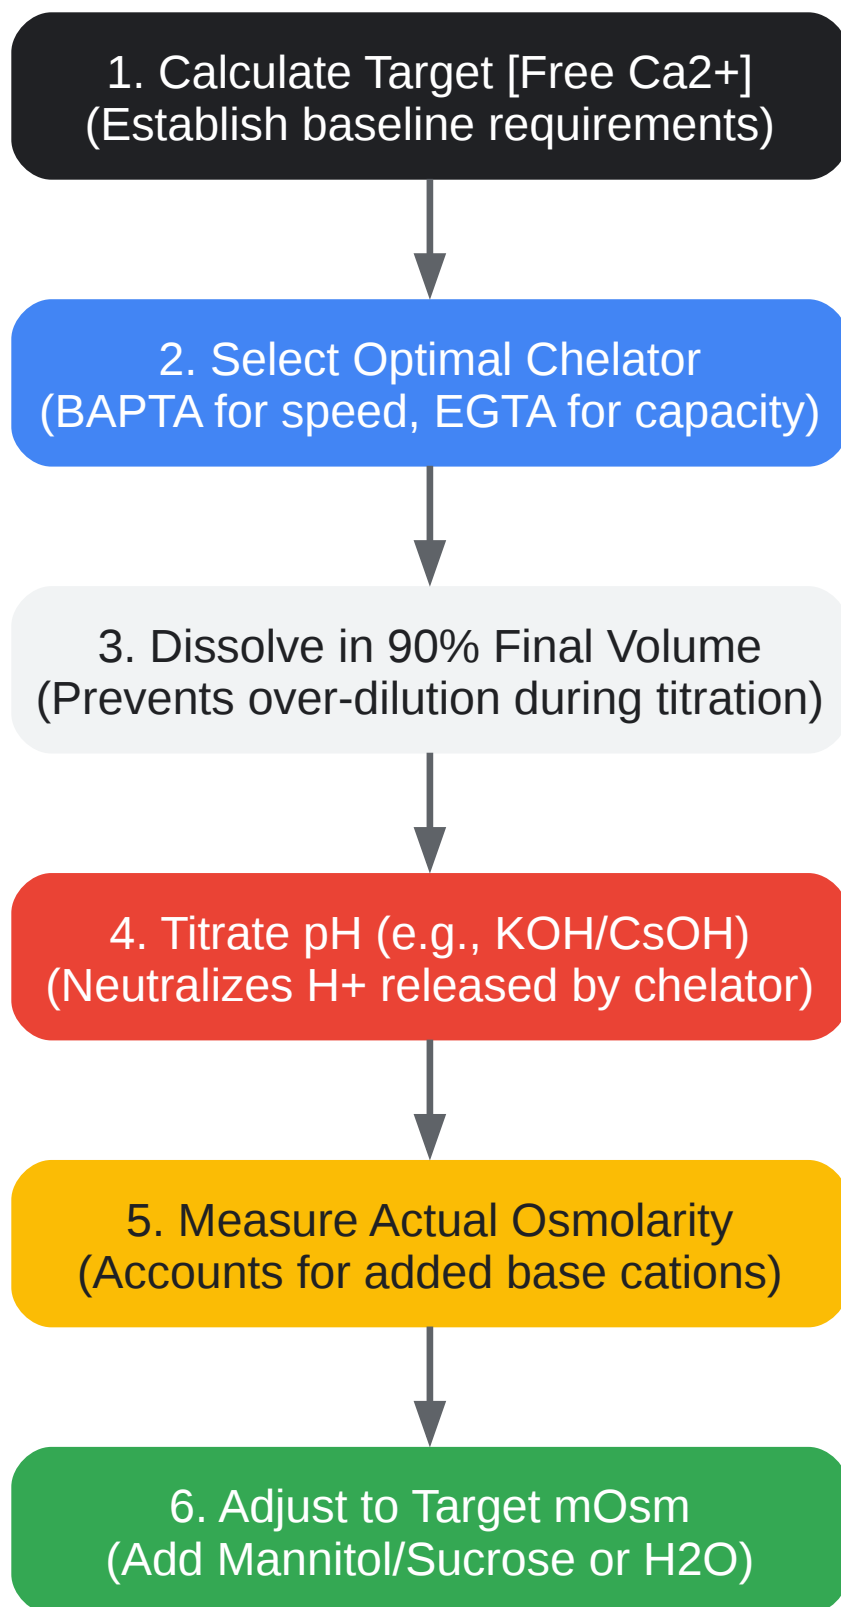 1. Calculate Target [Free Ca2+]
(Establish baseline requirements)
2. Select Optimal Chelator
(BAPTA for speed, EGTA for capacity)
3. Dissolve in 90% Final Volume
(Prevents over-dilution during titration)
4. Titrate pH (e.g., KOH/CsOH)
(Neutralizes H+ released by chelator)
5. Measure Actual Osmolarity
(Accounts for added base cations)
6. Adjust to Target mOsm
(Add Mannitol/Sucrose or H2O)